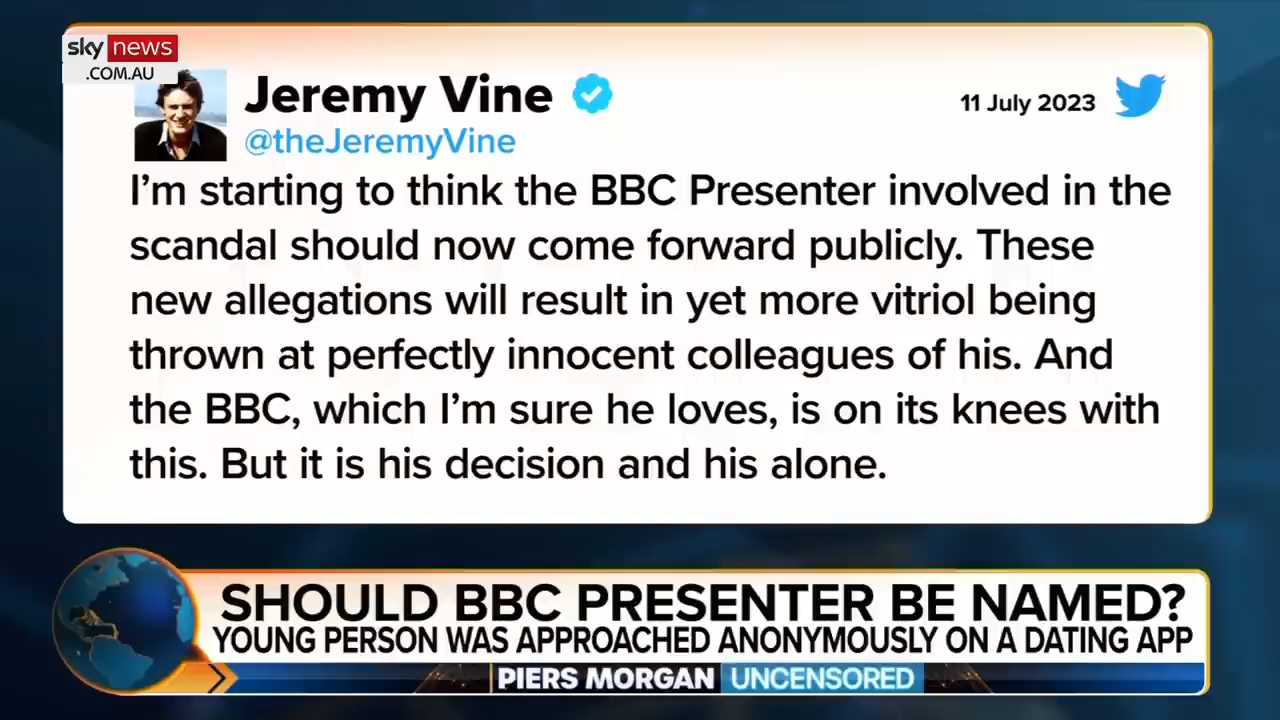 sky news
.COM.AU
Jeremy Vine
@theJeremyVine
11 July 2023
I’m starting to think the BBC Presenter involved in the
scandal should now come forward publicly. These
new allegations will result in yet more vitriol being
thrown at perfectly innocent colleagues of his. And
the BBC, which I’m sure he loves, is on its knees with
this. But it is his decision and his alone.
SHOULD BBC PRESENTER BE NAMED?
YOUNG PERSON WAS APPROACHED ANONYMOUSLY ON A DATING APP
PIERS MORGAN UNCENSORED